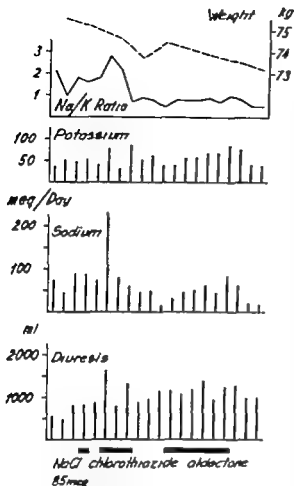 Weight
kg
75
74
73
3
2
1
Na/K Ratio
Potassium
100
50
meq/Day
200
Sodium
100
ml
2000
Diuresis
1000
NaCl chlorothiazide aldactone
85meq